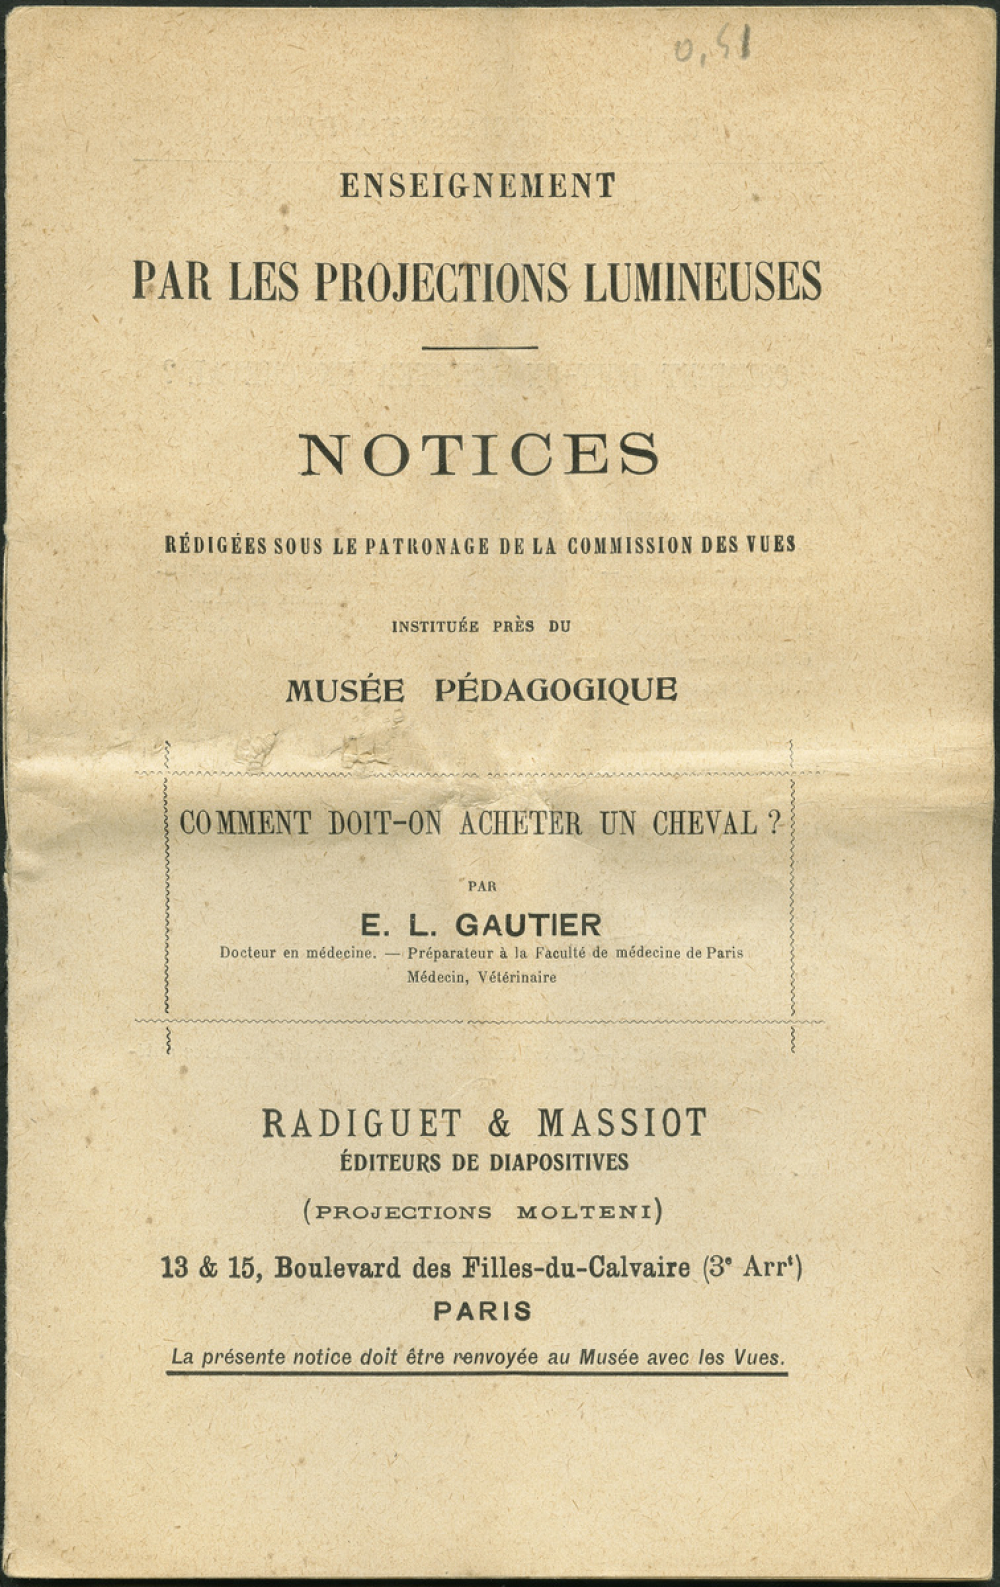 0,51
ENSEIGNEMENT
PAR LES PROJECTIONS LUMINEUSES
NOTICES
RÉDIGÉES SOUS LE PATRONAGE DE LA COMMISSION DES VUES
INSTITUÉE PRÈS DU
MUSÉE PÉDAGOGIQUE
COMMENT DOIT-ON ACHETER UN CHEVAL ?
PAR
E. L. GAUTIER
Docteur en médecine. — Préparateur à la Faculté de médecine de Paris
Médecin, Vétérinaire
RADIGUET & MASSIOT
ÉDITEURS DE DIAPOSITIVES
(PROJECTIONS MOLTENI)
13 & 15, Boulevard des Filles-du-Calvaire (3e Arrt)
PARIS
La présente notice doit être renvoyée au Musée avec les Vues.